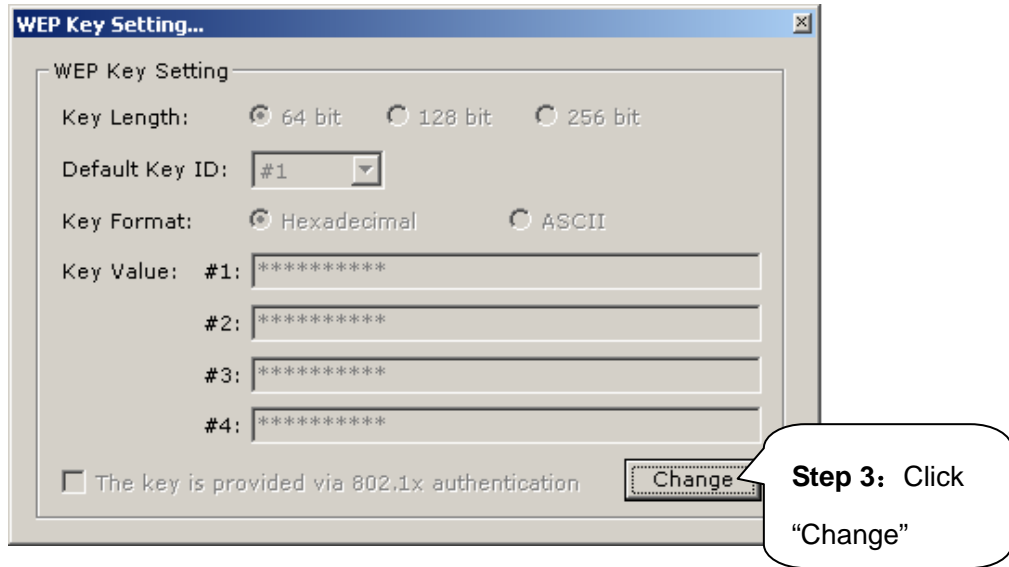 WEP Key Setting...
WEP Key Setting
Key Length: 64 bit 128 bit 256 bit
Default Key ID: #1
Key Format: Hexadecimal ASCII
Key Value: #1: **********
#2: **********
#3: **********
#4: **********
The key is provided via 802.1x authentication Change
Step 3：Click
“Change”